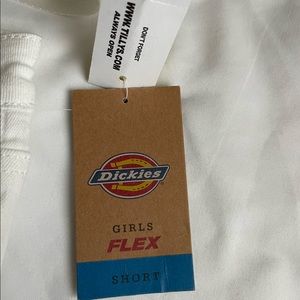 DON'T FORGET
WWW.TILLYS.COM
ALWAYS OPEN
Dickies
GIRLS
FLEX
SHORT